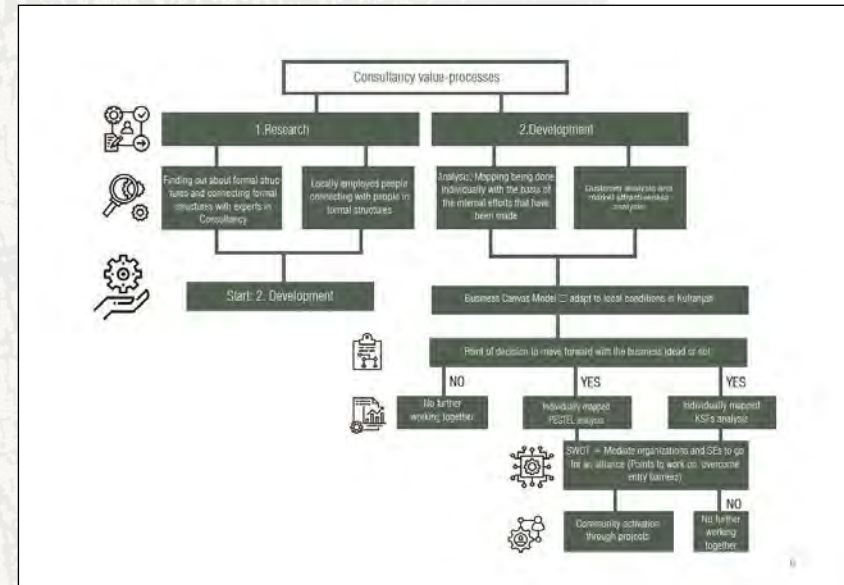 Consultancy value-processes
1.Research
2.Development
Finding out about formal struc
tures and connecting formal
structures with experts in
Consultancy
Locally employed people
connecting with people in
formal structures
Analysis: Mapping being done
individually with the basis of
the internal efforts that have
been made
Customer analysis and
market attractiveness
analysis
Start: 2. Development
Business Canvas Model □ adapt to local conditions in Kufranjah
Point of decision to move forward with the business idead or not
NO
YES
YES
No further
working together
Individually mapped
PESTEL analysis
Individually mapped
KSFs analysis
SWOT = Mediate organizations and SEs to go
for an alliance (Points to work on, overcome
entry barriers)
NO
Community activation
through projects
No further
working
together
6